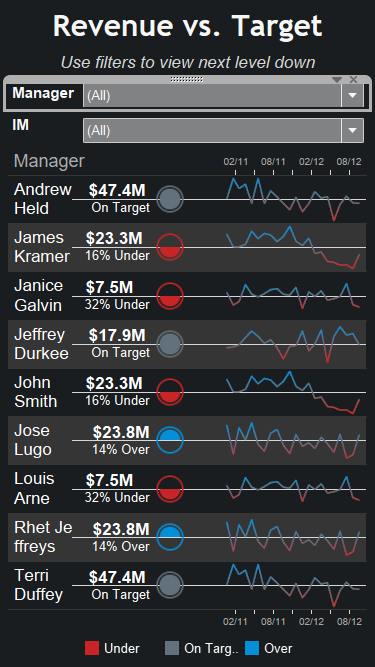 Revenue vs. Target
Use filters to view next level down
Manager
(All)
IM
(All)
Manager
02/11 08/11 02/12 08/12
Andrew
Held
$47.4M
On Target
James
Kramer
$23.3M
16% Under
Janice
Galvin
$7.5M
32% Under
Jeffrey
Durkee
$17.9M
On Target
John
Smith
$23.3M
16% Under
Jose
Lugo
$23.8M
14% Over
Louis
Arne
$7.5M
32% Under
Rhet Je
ffreys
$23.8M
14% Over
Terri
Duffey
$47.4M
On Target
02/11 08/11 02/12 08/12
Under On Targ.. Over